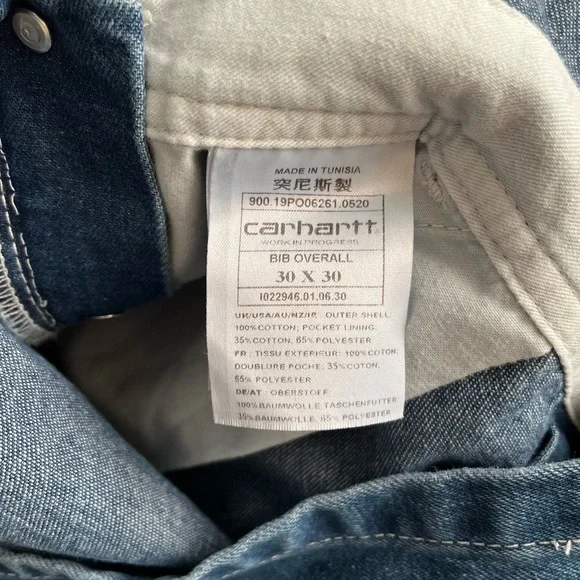 MADE IN TUNISIA
突尼斯製
900.19PO06261.0520
carhartt
WORK IN PROGRESS
BIB OVERALL
30 X 30
I022946.01.06.30
UK/USA/AU/NZ/IR: OUTER SHELL
100%COTTON; POCKET LINING.
35%COTTON, 65% POLYESTER
FR : TISSU EXTERIEUR: 100%COTON;
DOUBLURE POCHE; 35%COTON,
65% POLYESTER
DE/AT : OBERSTOFF:
100%BAUMWOLLE TASCHENFUTTER
35%BAUMWOLLE, 65% POLYESTER